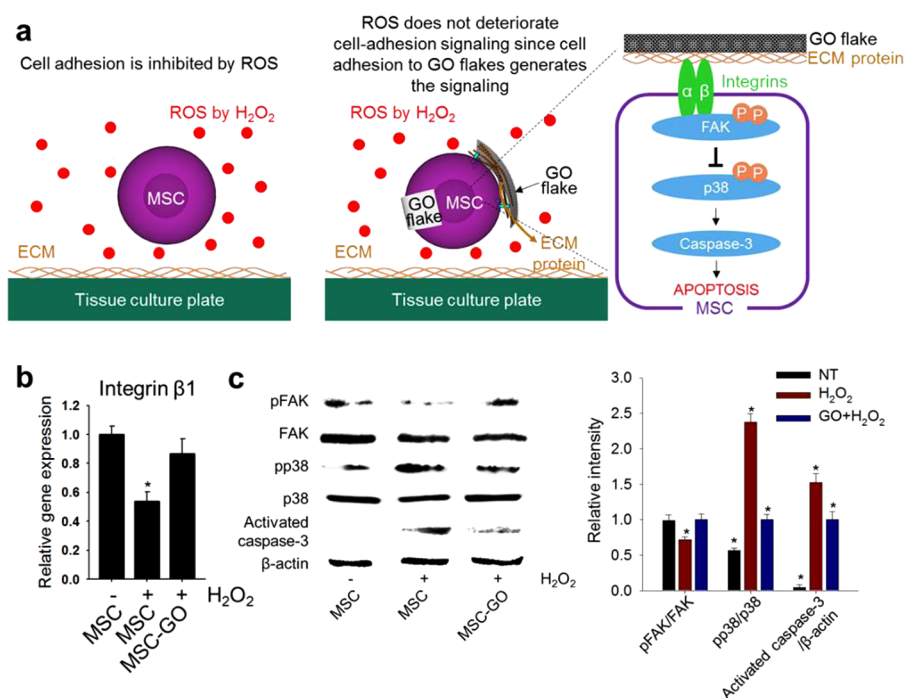 a
Cell adhesion is inhibited by ROS
ROS by H₂O₂
MSC
ECM
Tissue culture plate
ROS does not deteriorate
cell-adhesion signaling since cell
adhesion to GO flakes generates
the signaling
ROS by H₂O₂
GO
flake
MSC
GO
flake
ECM
ECM
protein
Tissue culture plate
GO flake
ECM protein
Integrins
α β
P P
FAK
P P
p38
Caspase-3
APOPTOSIS
MSC
b
Integrin β1
Relative gene expression
1.2
1.0
0.8
0.6
0.4
0.2
0.0
*
- + + H₂O₂
MSC
MSC
MSC-GO
c
pFAK
FAK
pp38
p38
Activated
caspase-3
β-actin
- + + H₂O₂
MSC
MSC
MSC-GO
NT
H₂O₂
GO+H₂O₂
Relative intensity
3.0
2.5
2.0
1.5
1.0
0.5
0.0
*
* * *
* * *
pFAK/FAK
pp38/p38
Activated caspase-3
/β-actin